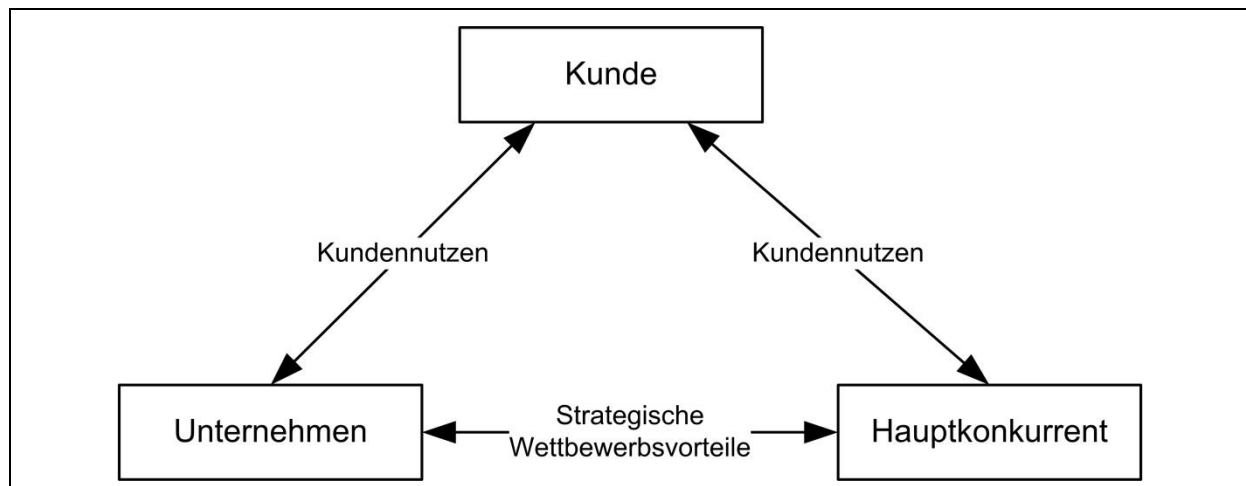 Kunde
Kundennutzen
Kundennutzen
Unternehmen
Strategische
Wettbewerbsvorteile
Hauptkonkurrent